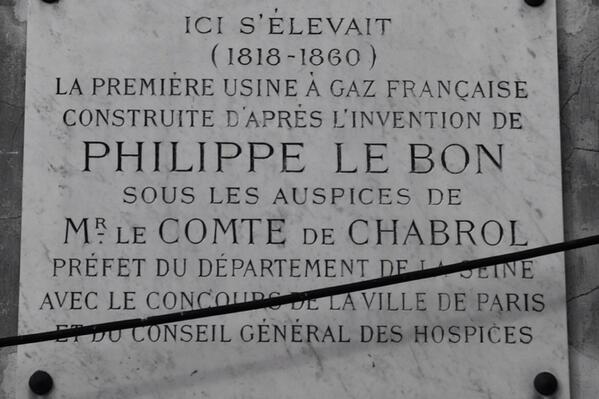 ICI S'ÉLEVAIT
(1818-1860)
LA PREMIÈRE USINE À GAZ FRANÇAISE
CONSTRUITE D'APRÈS L'INVENTION DE
PHILIPPE LE BON
SOUS LES AUSPICES DE
MR. LE COMTE DE CHABROL
PRÉFET DU DÉPARTEMENT DE LA SEINE
AVEC LE CONCOURS DE LA VILLE DE PARIS
ET DU CONSEIL GÉNÉRAL DES HOSPICES